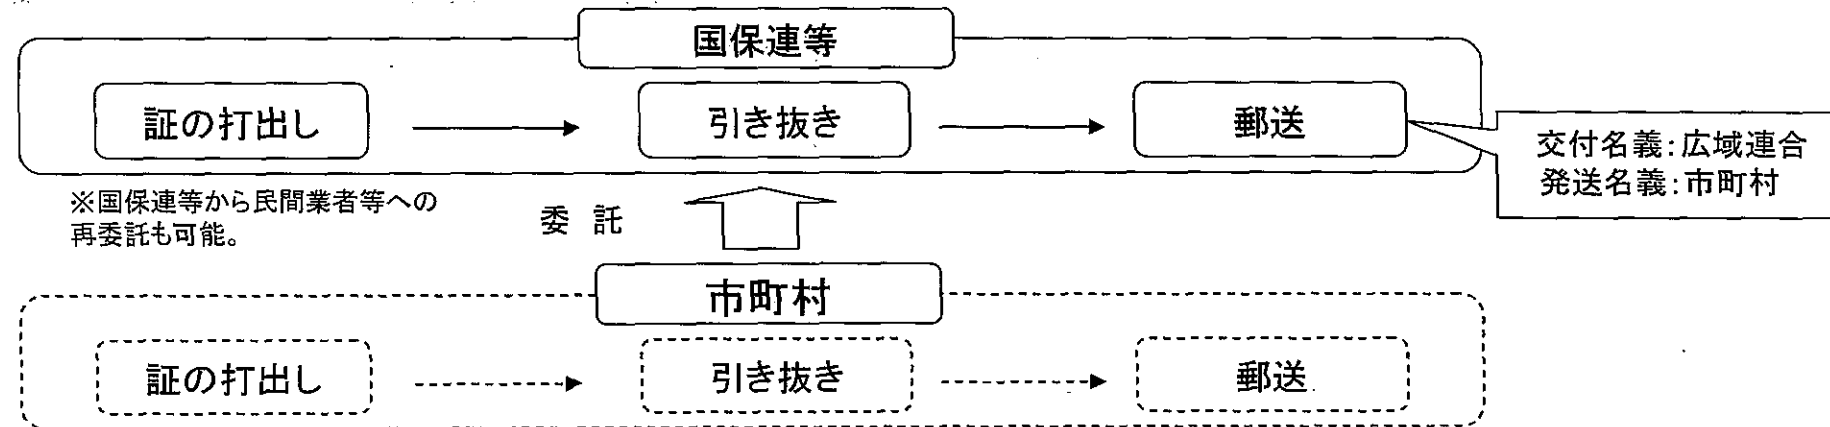 国保連等
証の打出し
引き抜き
郵送
交付名義:広域連合
発送名義:市町村
※国保連等から民間業者等への
再委託も可能。
委 託
市町村
証の打出し
引き抜き
郵送